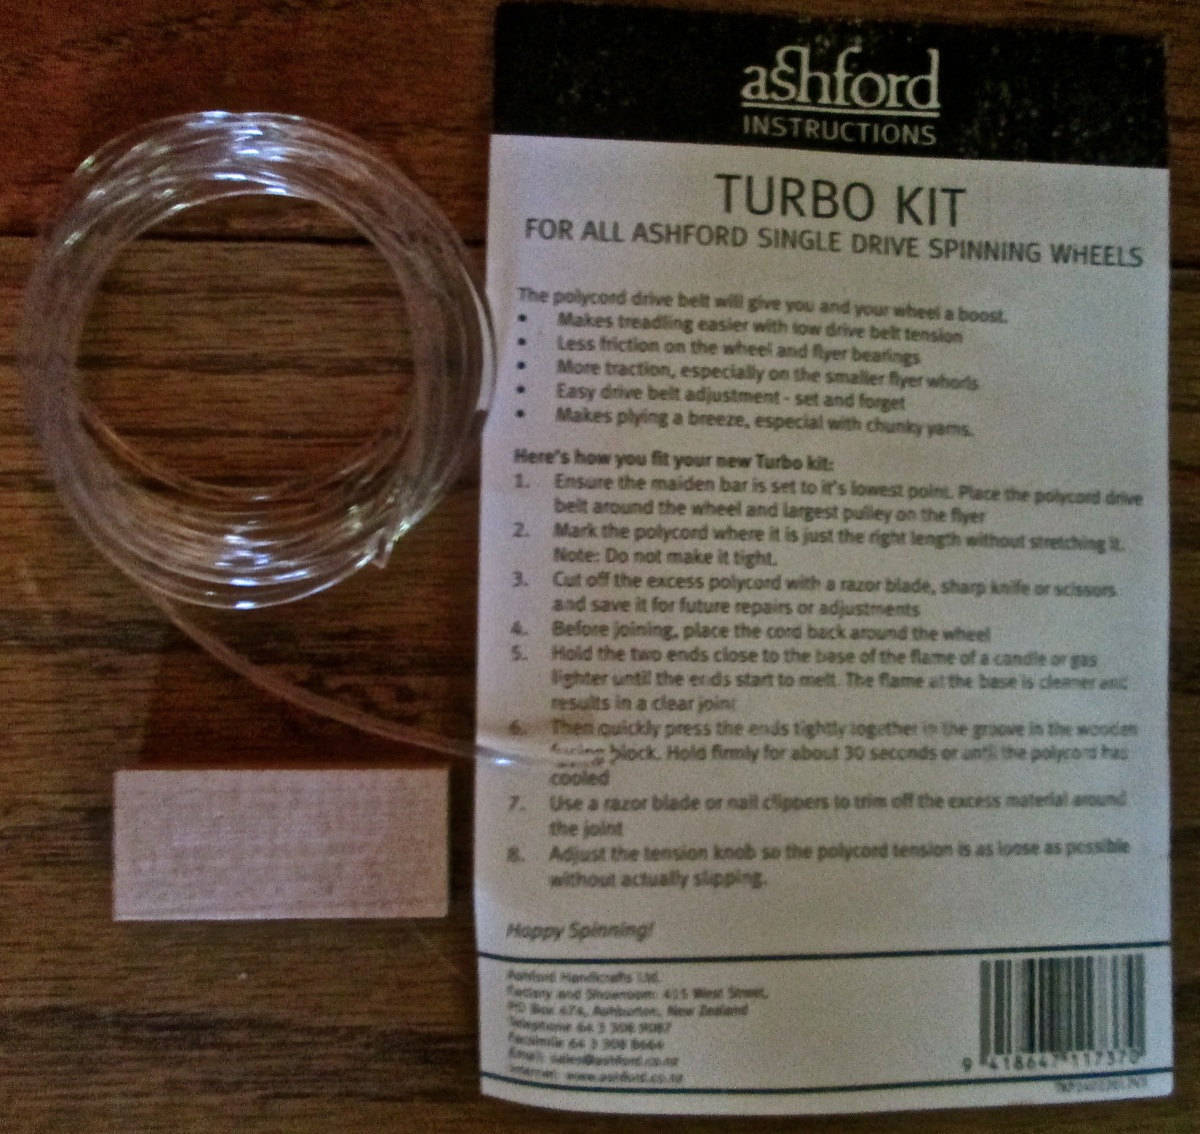 ashford
INSTRUCTIONS
TURBO KIT
FOR ALL ASHFORD SINGLE DRIVE SPINNING WHEELS
The polycord drive belt will give you and your wheel a boost.
• Makes treadling easier with low drive belt tension
• Less friction on the wheel and flyer bearings
• More traction, especially on the smaller flyer whorls
• Easy drive belt adjustment - set and forget
• Makes plying a breeze, especial with chunky yarns.
Here's how you fit your new Turbo kit:
1. Ensure the maiden bar is set to it's lowest point. Place the polycord drive
belt around the wheel and largest pulley on the flyer
2. Mark the polycord where it is just the right length without stretching it.
Note: Do not make it tight.
3. Cut off the excess polycord with a razor blade, sharp knife or scissors
and save it for future repairs or adjustments
4. Before joining, place the cord back around the wheel
5. Hold the two ends close to the base of the flame of a candle or gas
lighter until the ends start to melt. The flame at the base is cleaner and
results in a clear joint
6. Then quickly press the ends tightly together in the groove in the wooden
block. Hold firmly for about 30 seconds or until the polycord has
cooled
7. Use a razor blade or nail clippers to trim off the excess material around
the joint
8. Adjust the tension knob so the polycord tension is as loose as possible
without actually slipping.
Happy Spinning!
Ashford Handicrafts Ltd.
Factory and Showroom: 415 West Street,
PO Box 474, Ashburton, New Zealand
Telephone 64 3 308 9087
Facsimile 64 3 308 8664
Email: sales@ashford.co.nz
Internet: www.ashford.co.nz
9 418647 117370